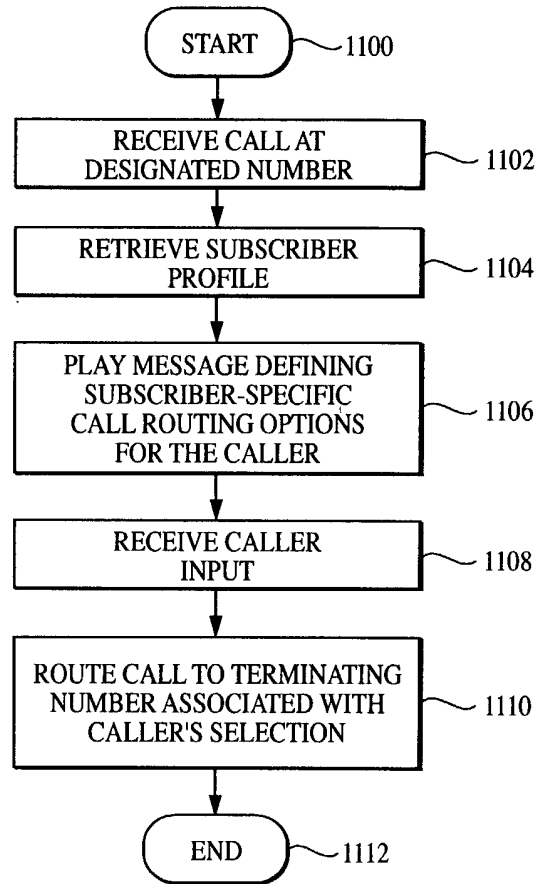 START
1100
RECEIVE CALL AT
DESIGNATED NUMBER
1102
RETRIEVE SUBSCRIBER
PROFILE
1104
PLAY MESSAGE DEFINING
SUBSCRIBER-SPECIFIC
CALL ROUTING OPTIONS
FOR THE CALLER
1106
RECEIVE CALLER
INPUT
1108
ROUTE CALL TO TERMINATING
NUMBER ASSOCIATED WITH
CALLER'S SELECTION
1110
END
1112